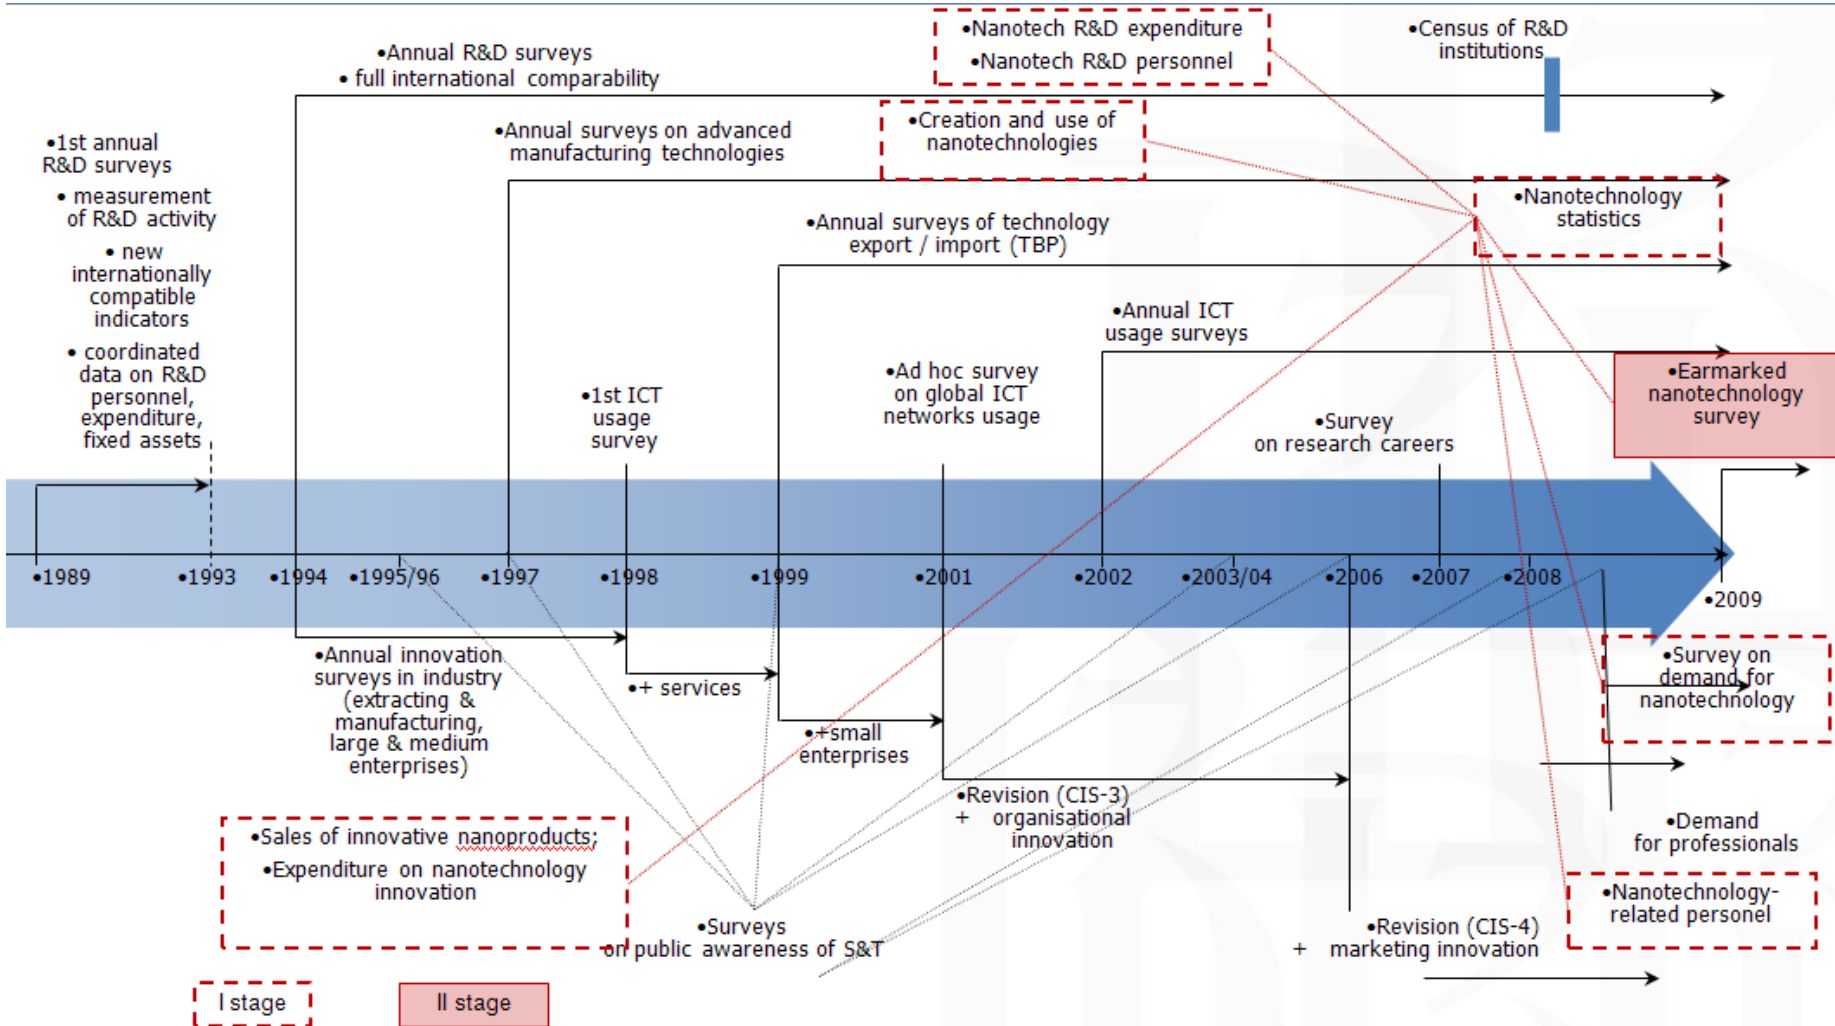 •Nanotech R&D expenditure
•Nanotech R&D personnel
•Census of R&D
institutions
•Annual R&D surveys
• full international comparability
•Creation and use of
nanotechnologies
•Annual surveys on advanced
manufacturing technologies
•1st annual
R&D surveys
• measurement
of R&D activity
• new
internationally
compatible
indicators
• coordinated
data on R&D
personnel,
expenditure,
fixed assets
•Nanotechnology
statistics
•Annual surveys of technology
export / import (TBP)
•Annual ICT
usage surveys
•1st ICT
usage
survey
•Ad hoc survey
on global ICT
networks usage
•Survey
on research careers
•Earmarked
nanotechnology
survey
•1989
•1993
•1994
•1995/96
•1997
•1998
•1999
•2001
•2002
•2003/04
•2006
•2007
•2008
•2009
•Annual innovation
surveys in industry
(extracting &
manufacturing,
large & medium
enterprises)
•+ services
•+small
enterprises
•Revision (CIS-3)
+ organisational
innovation
•Survey on
demand for
nanotechnology
•Demand
for professionals
•Sales of innovative nanoproducts;
•Expenditure on nanotechnology
innovation
•Surveys
on public awareness of S&T
•Revision (CIS-4)
+ marketing innovation
•Nanotechnology-
related personel
I stage
II stage